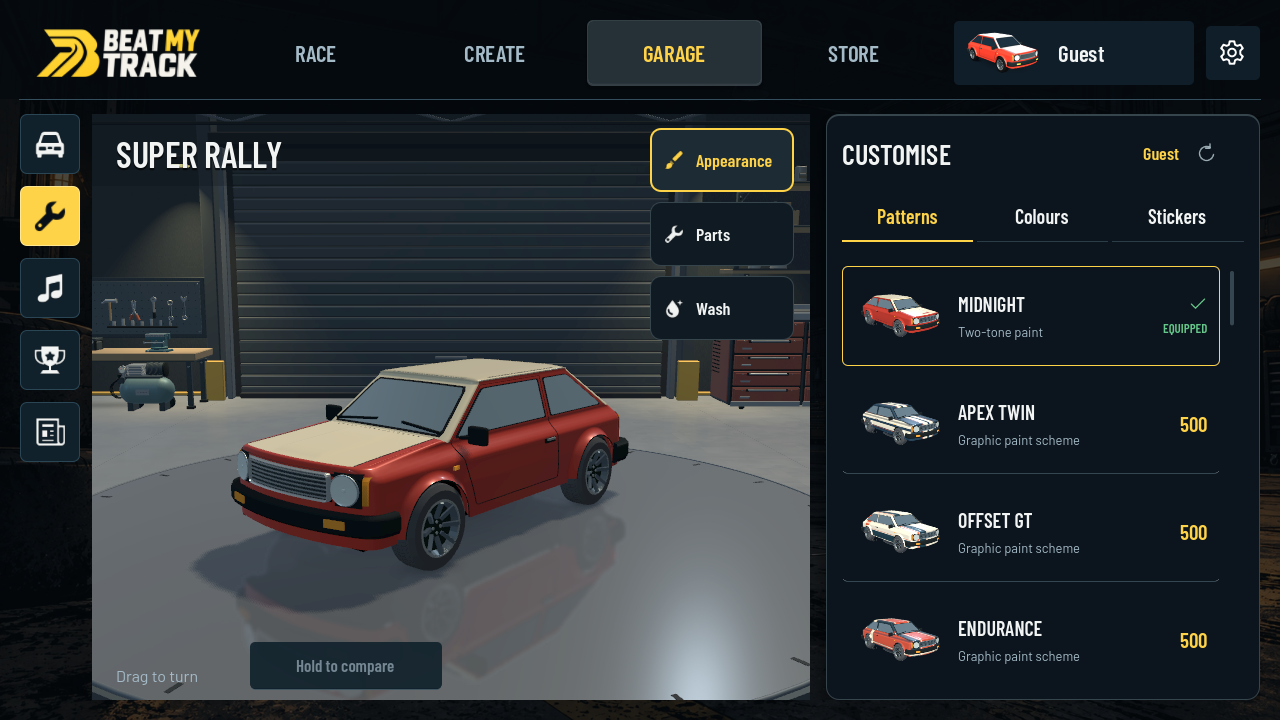 BEAT MY
TRACK
RACE
CREATE
GARAGE
STORE
Guest
SUPER RALLY
Appearance
Parts
Wash
Hold to compare
Drag to turn
CUSTOMISE
Guest
Patterns
Colours
Stickers
MIDNIGHT
Two-tone paint
EQUIPPED
APEX TWIN
Graphic paint scheme
500
OFFSET GT
Graphic paint scheme
500
ENDURANCE
Graphic paint scheme
500